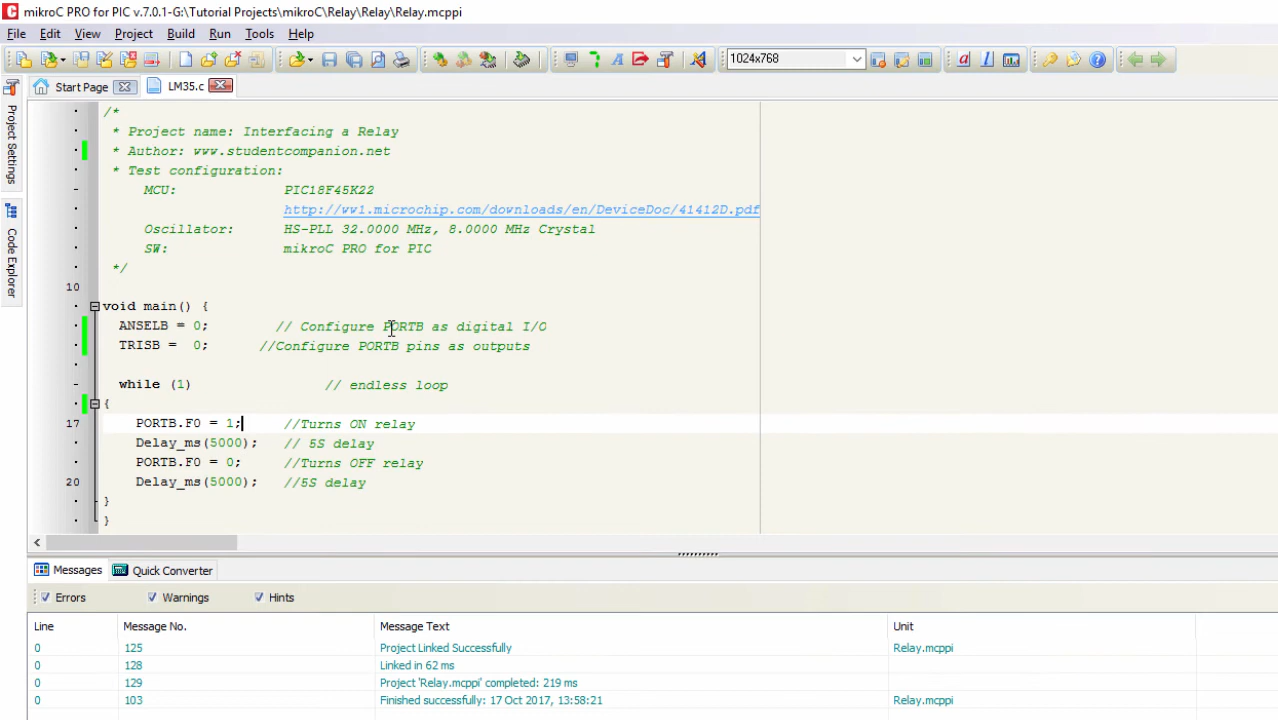 mikroC PRO for PIC v.7.0.1-G:\Tutorial Projects\mikroC\Relay\Relay\Relay.mcppi
File Edit View Project Build Run Tools Help
1024x768
Start Page LM35.c
Project Settings
Code Explorer
/*
* Project name: Interfacing a Relay
* Author: www.studentcompanion.net
* Test configuration:
MCU: PIC18F45K22
http://ww1.microchip.com/downloads/en/DeviceDoc/41412D.pdf
Oscillator: HS-PLL 32.0000 MHz, 8.0000 MHz Crystal
SW: mikroC PRO for PIC
*/
10
void main() {
ANSELB = 0; // Configure PORTB as digital I/O
TRISB = 0; //Configure PORTB pins as outputs
while (1) // endless loop
{
17 PORTB.F0 = 1; //Turns ON relay
Delay_ms(5000); // 5S delay
PORTB.F0 = 0; //Turns OFF relay
20 Delay_ms(5000); //5S delay
}
}
Messages Quick Converter
Errors Warnings Hints
Line Message No. Message Text Unit
0 125 Project Linked Successfully Relay.mcppi
0 128 Linked in 62 ms
0 129 Project 'Relay.mcppi' completed: 219 ms
0 103 Finished successfully: 17 Oct 2017, 13:58:21 Relay.mcppi